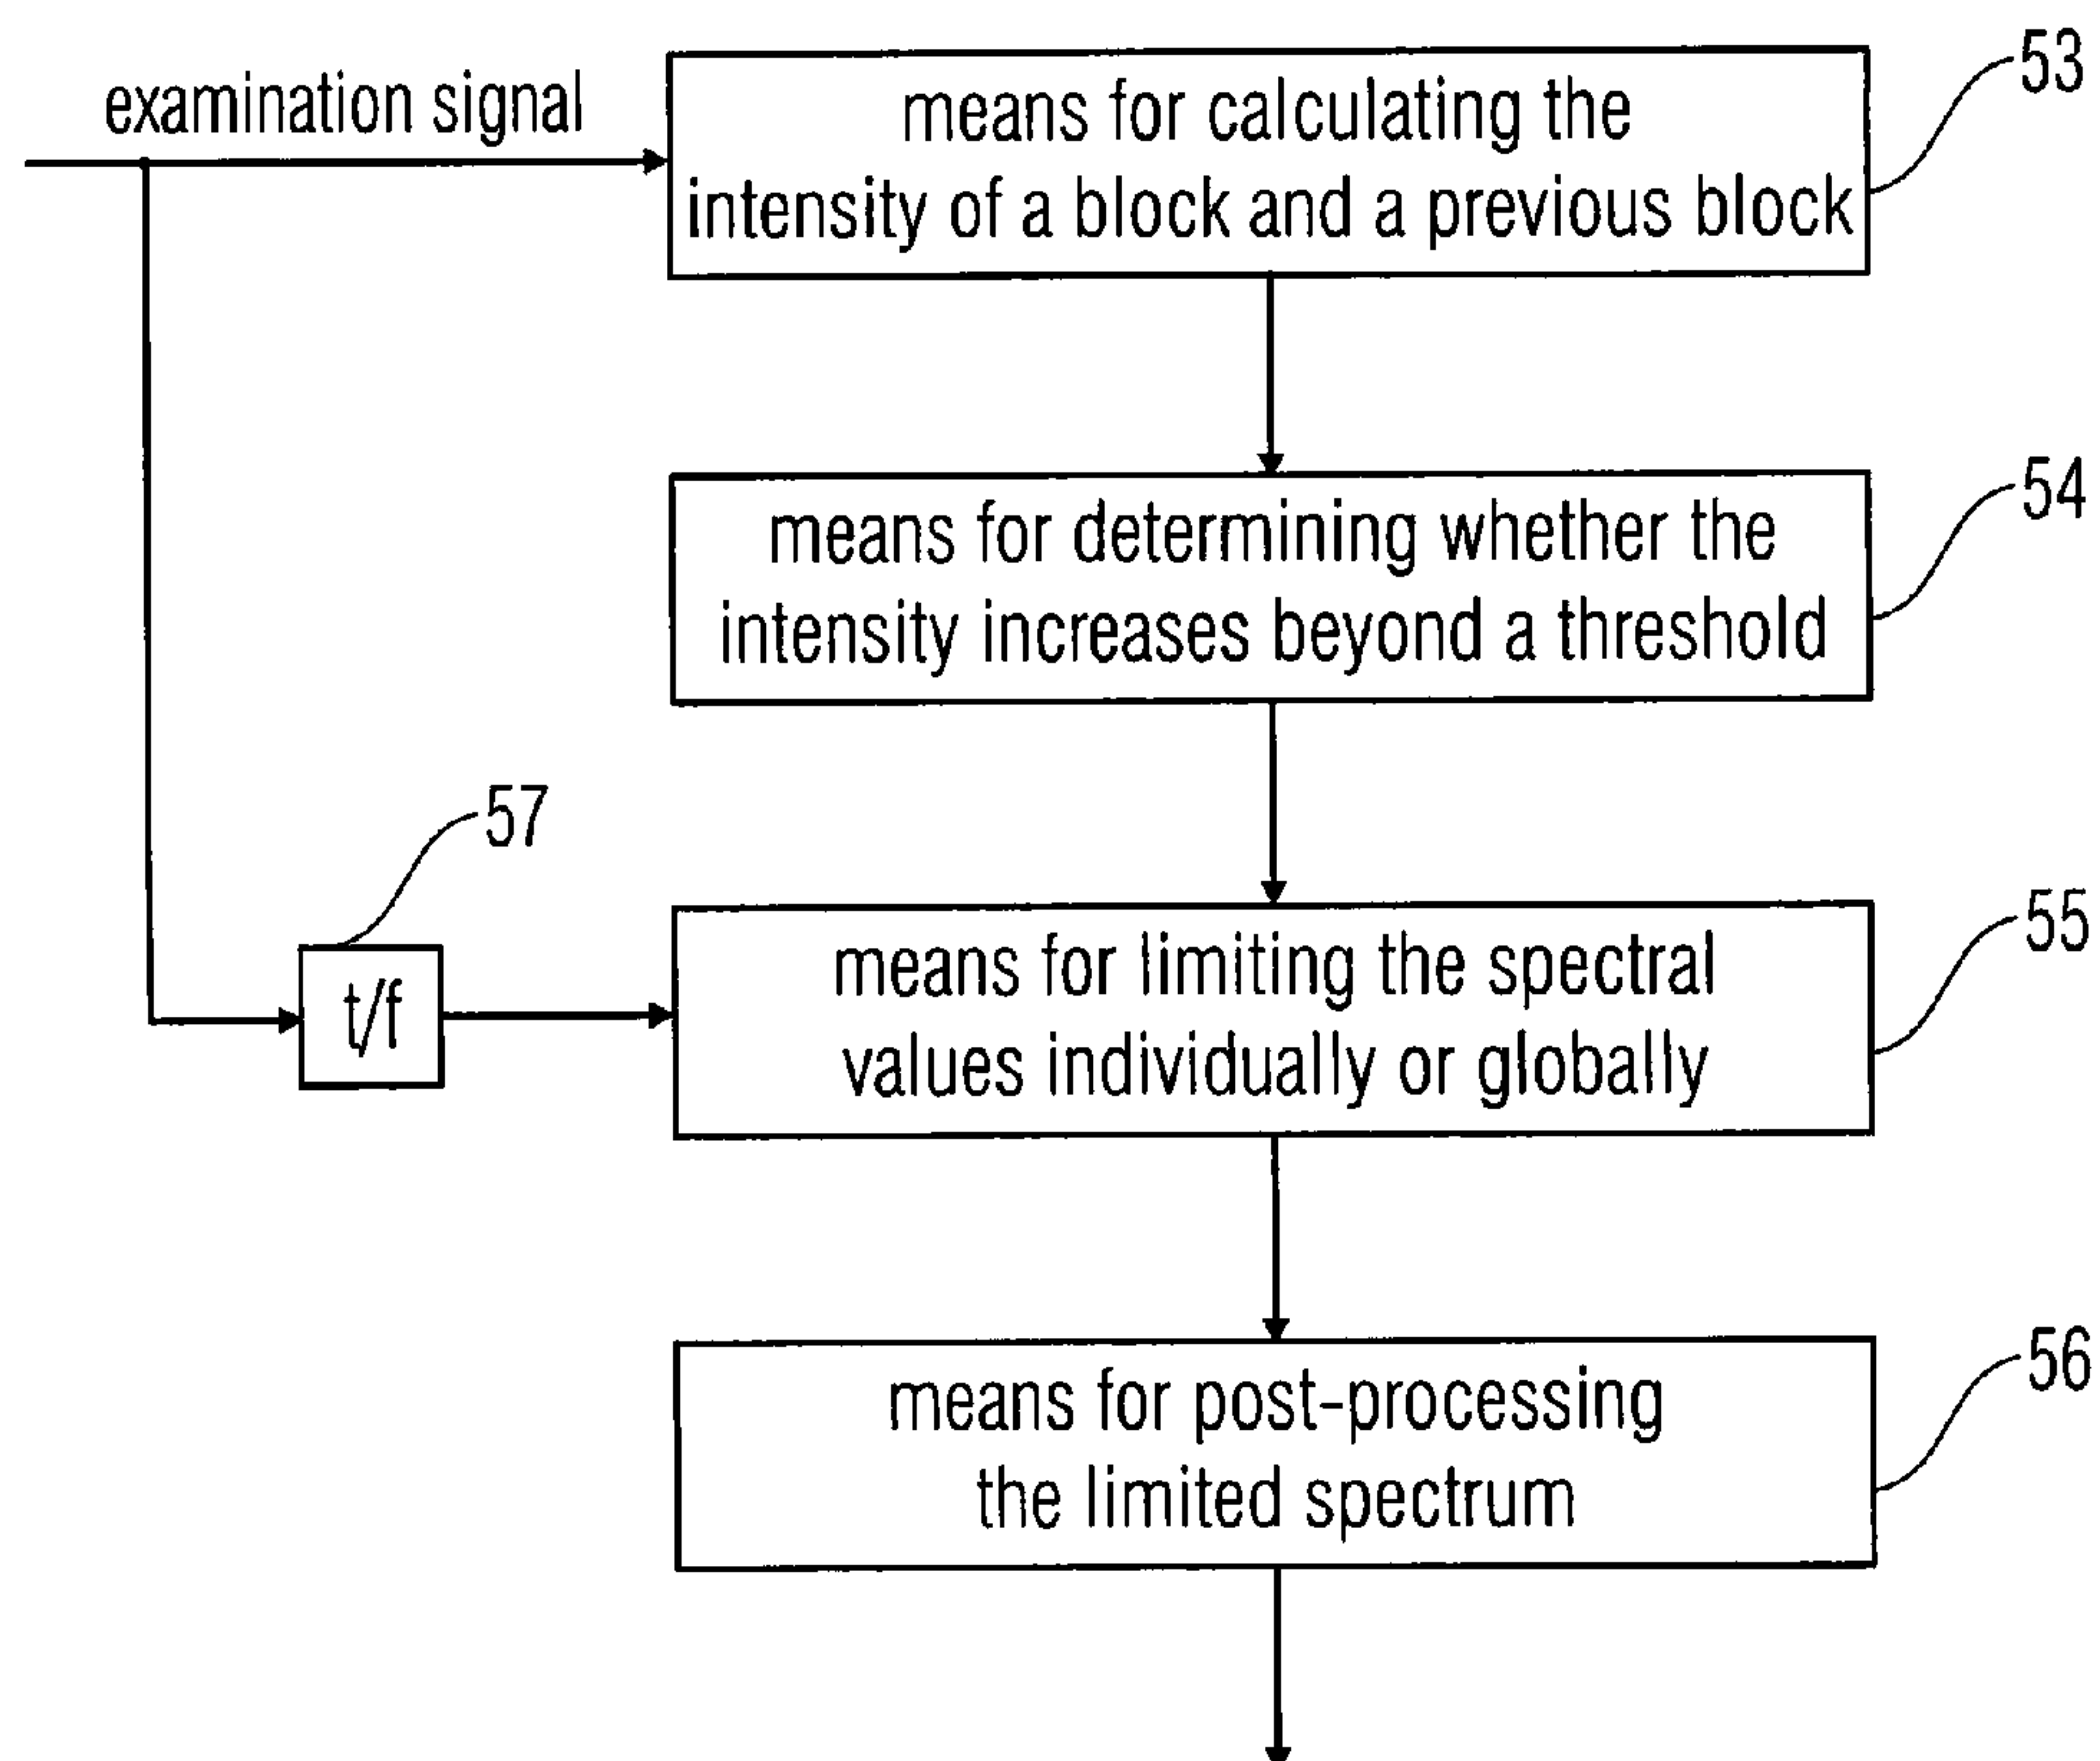 examination signal
means for calculating the
intensity of a block and a previous block
53
means for determining whether the
intensity increases beyond a threshold
54
57
t/f
means for limiting the spectral
values individually or globally
55
means for post-processing
the limited spectrum
56